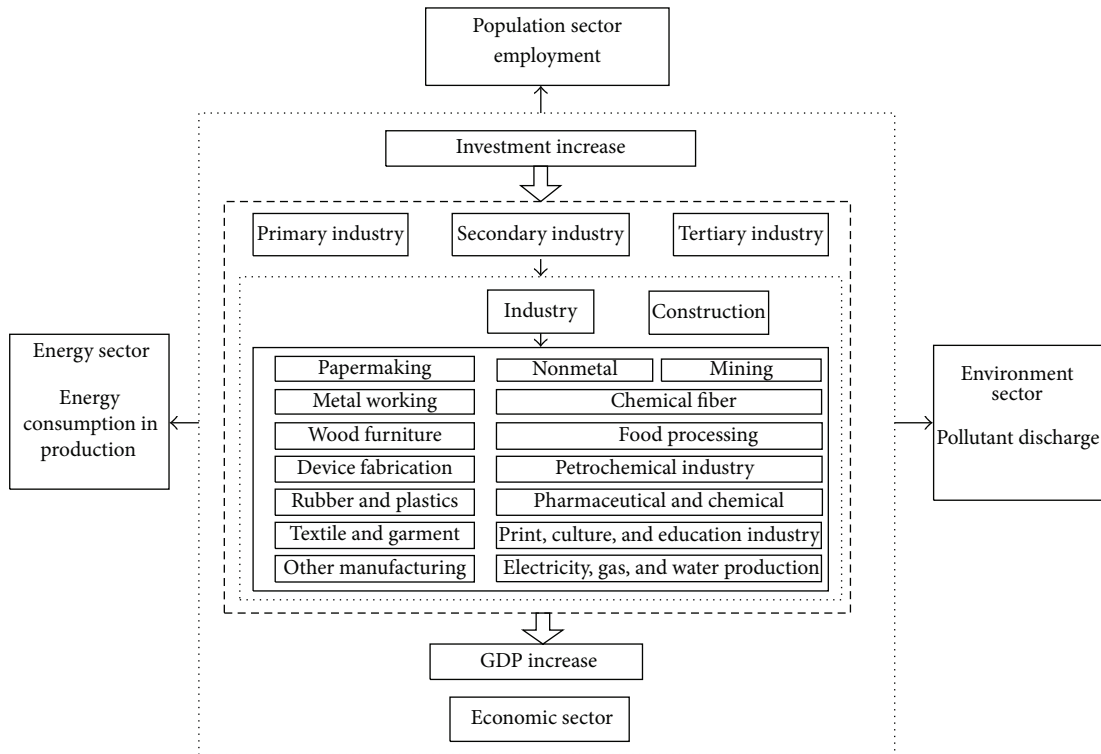 Population sector
employment
Investment increase
Primary industry
Secondary industry
Tertiary industry
Industry
Construction
Energy sector
Energy
consumption in
production
Papermaking
Nonmetal
Mining
Metal working
Chemical fiber
Wood furniture
Food processing
Device fabrication
Petrochemical industry
Rubber and plastics
Pharmaceutical and chemical
Textile and garment
Print, culture, and education industry
Other manufacturing
Electricity, gas, and water production
Environment
sector
Pollutant discharge
GDP increase
Economic sector